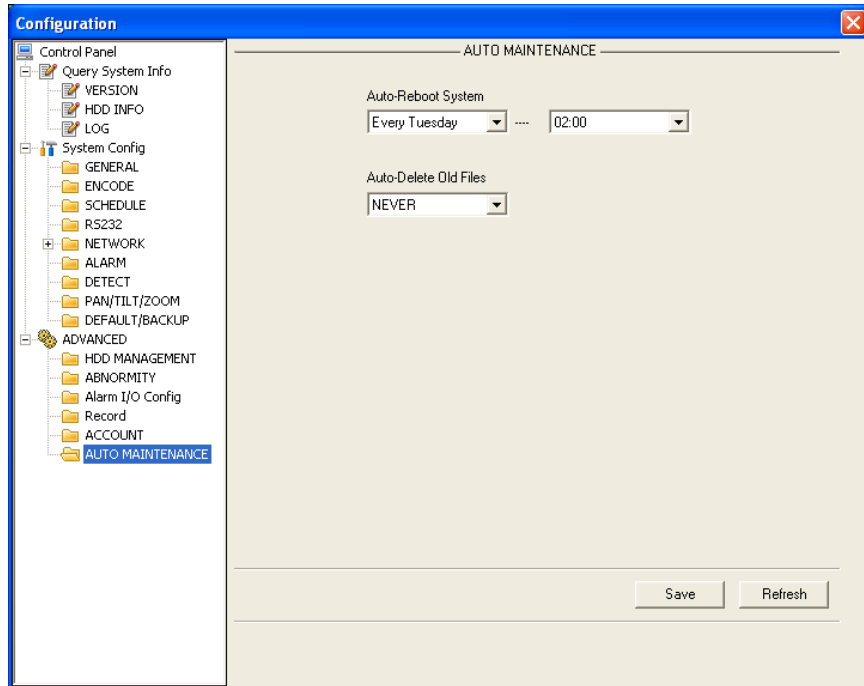 Configuration
Control Panel
Query System Info
VERSION
HDD INFO
LOG
System Config
GENERAL
ENCODE
SCHEDULE
RS232
NETWORK
ALARM
DETECT
PAN/TILT/ZOOM
DEFAULT/BACKUP
ADVANCED
HDD MANAGEMENT
ABNORMITY
Alarm I/O Config
Record
ACCOUNT
AUTO MAINTENANCE
AUTO MAINTENANCE
Auto-Reboot System
Every Tuesday ---- 02:00
Auto-Delete Old Files
NEVER
Save Refresh